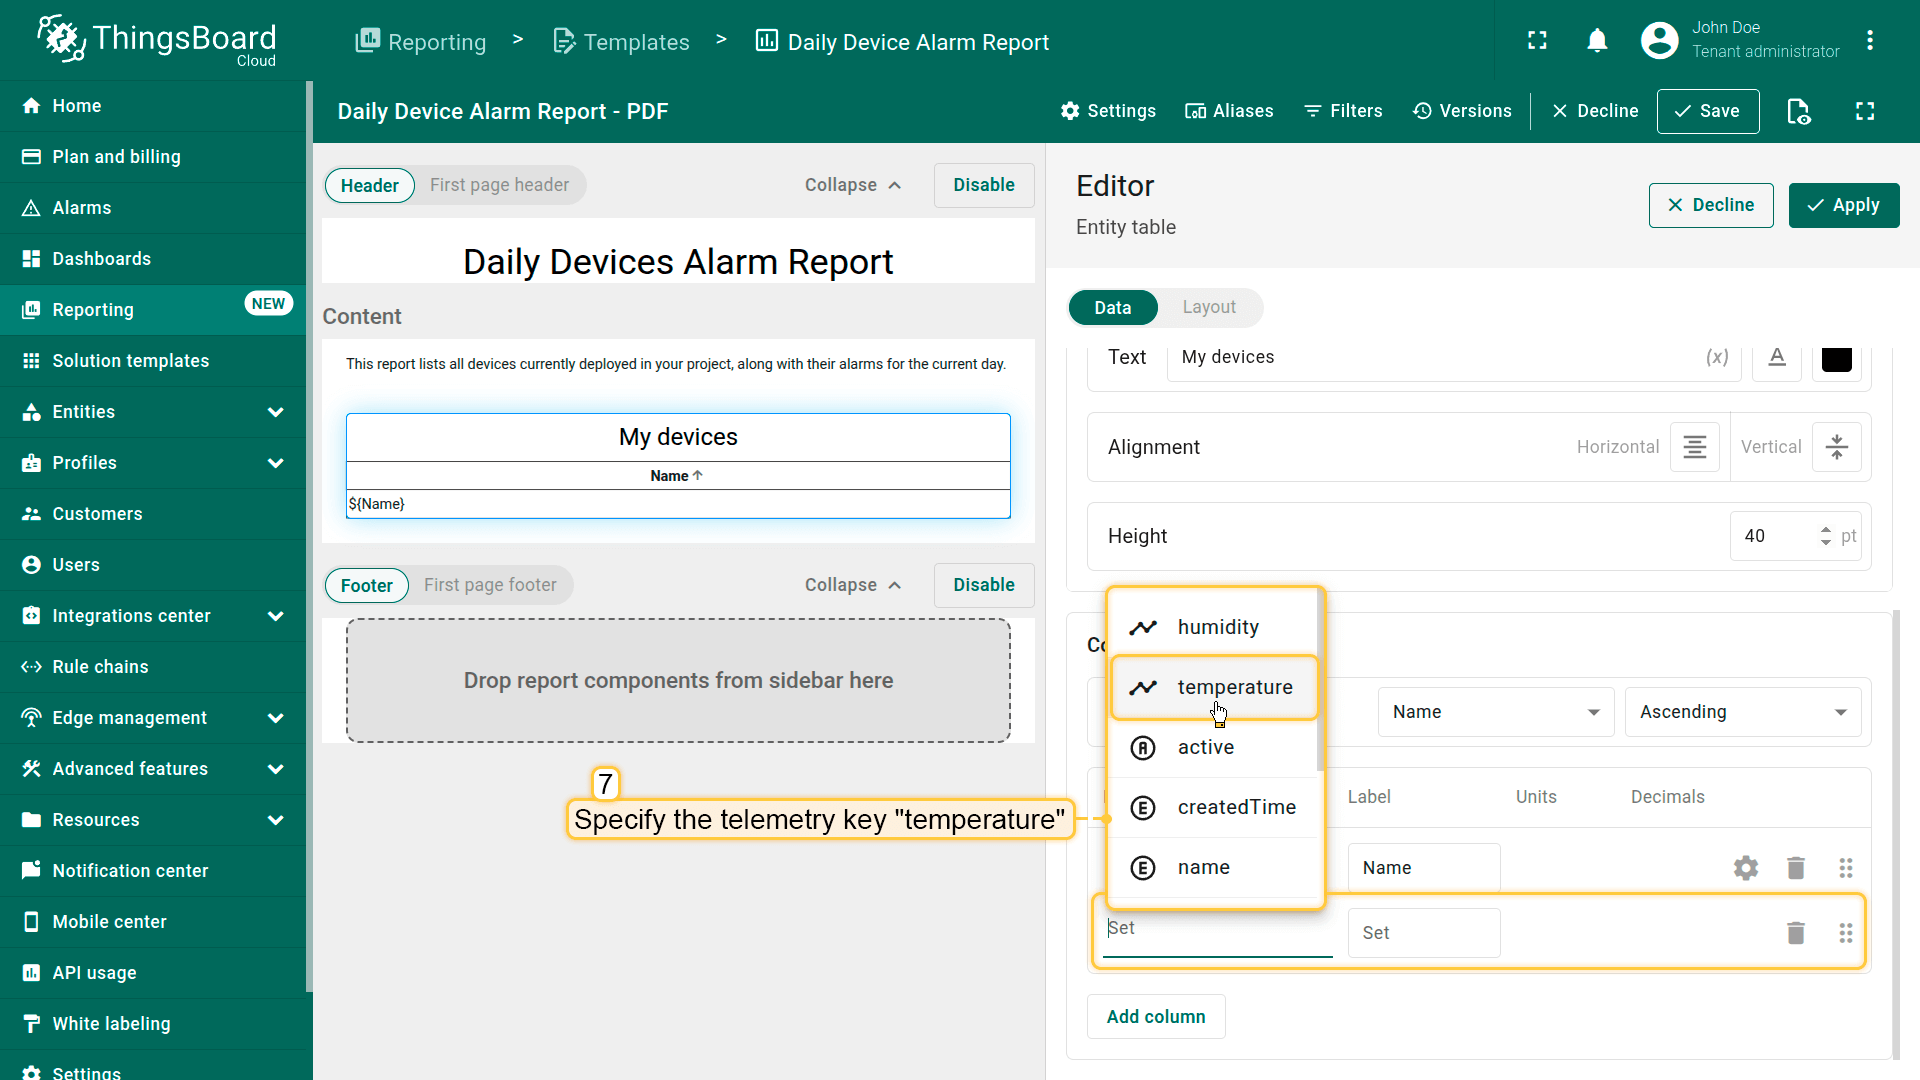 ThingsBoard
Cloud
Reporting > Templates > Daily Device Alarm Report
John Doe
Tenant administrator
Home
Plan and billing
Alarms
Dashboards
Reporting NEW
Solution templates
Entities
Profiles
Customers
Users
Integrations center
Rule chains
Edge management
Advanced features
Resources
Notification center
Mobile center
API usage
White labeling
Settings
Daily Device Alarm Report - PDF
Settings Aliases Filters Versions Decline Save
Header First page header Collapse Disable
Daily Devices Alarm Report
Content
This report lists all devices currently deployed in your project, along with their alarms for the current day.
My devices
Name ↑
${Name}
Footer First page footer Collapse Disable
Drop report components from sidebar here
7
Specify the telemetry key "temperature"
Editor
Entity table
Decline Apply
Data Layout
Text My devices (x) A
Alignment Horizontal Vertical
Height 40 pt
humidity
temperature
active
createdTime
name
Name Ascending
Label Units Decimals
Name
Set Set
Add column